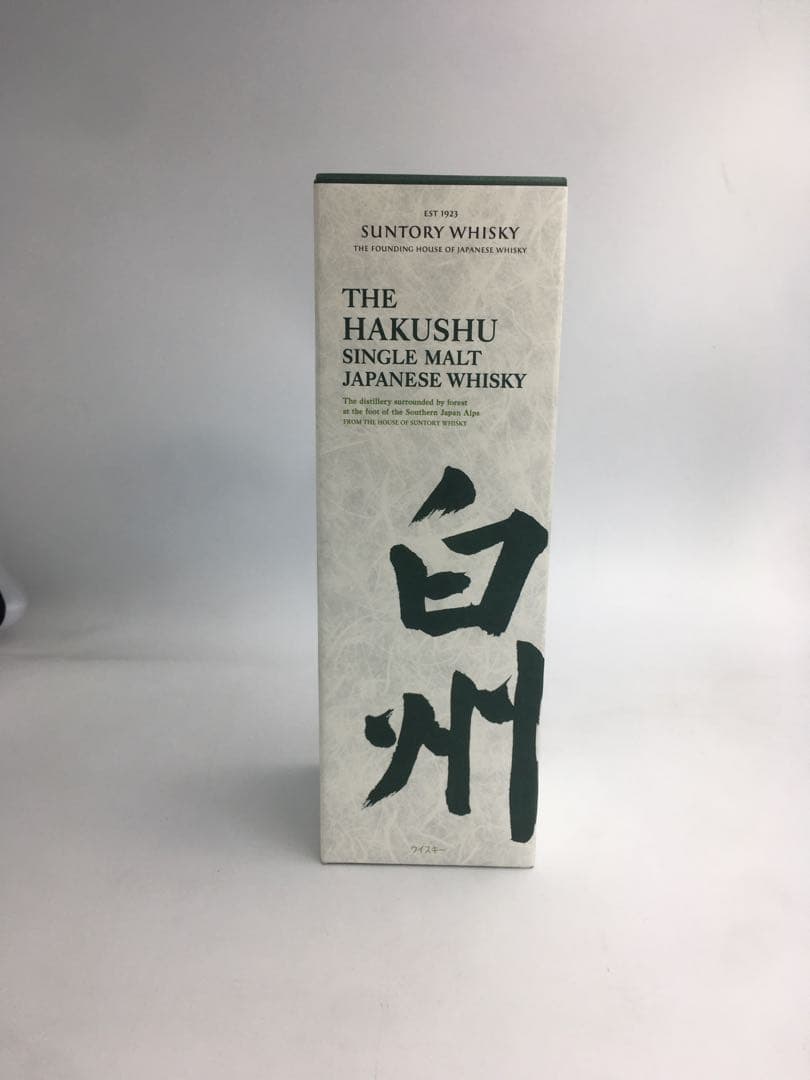 EST 1923
SUNTORY WHISKY
THE FOUNDING HOUSE OF JAPANESE WHISKY
THE
HAKUSHU
SINGLE MALT
JAPANESE WHISKY
The distillery surrounded by forest
at the foot of the Southern Japan Alps
FROM THE HOUSE OF SUNTORY WHISKY
白
州
ウイスキー